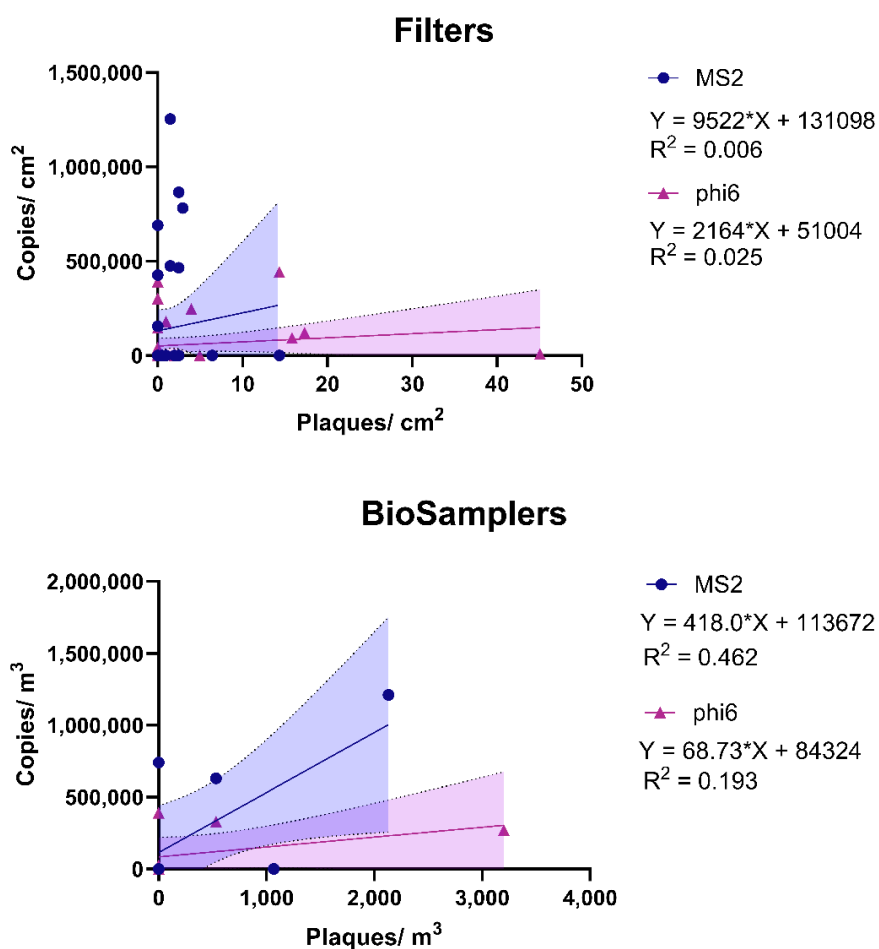 Filters
1,500,000
1,000,000
500,000
0
Copies/ cm²
0 10 20 30 40 50
Plaques/ cm²
MS2
Y = 9522*X + 131098
R² = 0.006
phi6
Y = 2164*X + 51004
R² = 0.025
BioSamplers
2,000,000
1,500,000
1,000,000
500,000
0
Copies/ m³
0 1,000 2,000 3,000 4,000
Plaques/ m³
MS2
Y = 418.0*X + 113672
R² = 0.462
phi6
Y = 68.73*X + 84324
R² = 0.193